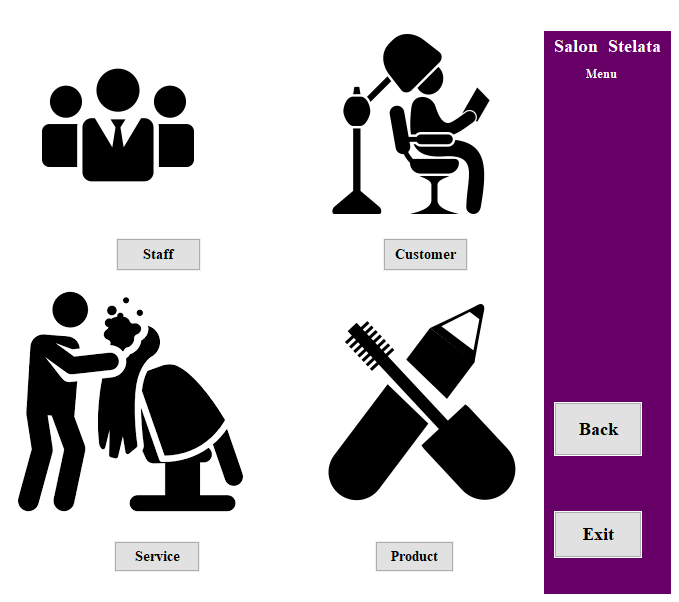 Salon Stelata
Menu
Staff
Customer
Service
Product
Back
Exit